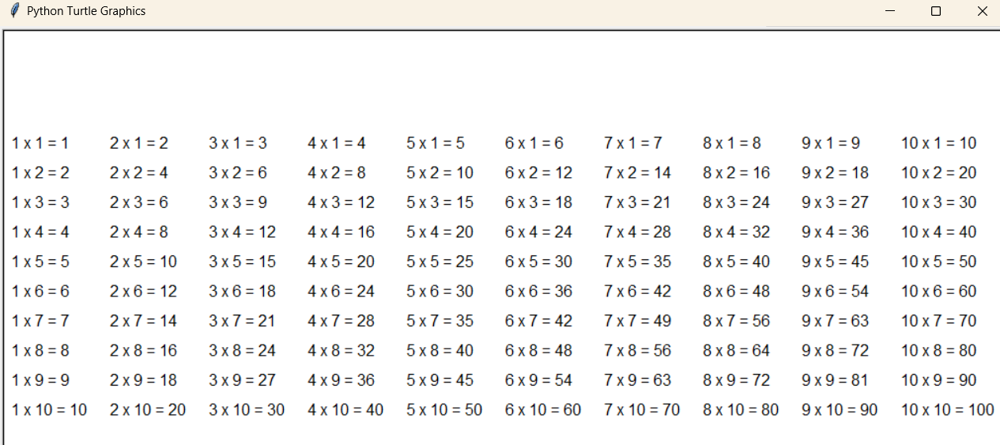 Python Turtle Graphics
1 x 1 = 1 2 x 1 = 2 3 x 1 = 3 4 x 1 = 4 5 x 1 = 5 6 x 1 = 6 7 x 1 = 7 8 x 1 = 8 9 x 1 = 9 10 x 1 = 10
1 x 2 = 2 2 x 2 = 4 3 x 2 = 6 4 x 2 = 8 5 x 2 = 10 6 x 2 = 12 7 x 2 = 14 8 x 2 = 16 9 x 2 = 18 10 x 2 = 20
1 x 3 = 3 2 x 3 = 6 3 x 3 = 9 4 x 3 = 12 5 x 3 = 15 6 x 3 = 18 7 x 3 = 21 8 x 3 = 24 9 x 3 = 27 10 x 3 = 30
1 x 4 = 4 2 x 4 = 8 3 x 4 = 12 4 x 4 = 16 5 x 4 = 20 6 x 4 = 24 7 x 4 = 28 8 x 4 = 32 9 x 4 = 36 10 x 4 = 40
1 x 5 = 5 2 x 5 = 10 3 x 5 = 15 4 x 5 = 20 5 x 5 = 25 6 x 5 = 30 7 x 5 = 35 8 x 5 = 40 9 x 5 = 45 10 x 5 = 50
1 x 6 = 6 2 x 6 = 12 3 x 6 = 18 4 x 6 = 24 5 x 6 = 30 6 x 6 = 36 7 x 6 = 42 8 x 6 = 48 9 x 6 = 54 10 x 6 = 60
1 x 7 = 7 2 x 7 = 14 3 x 7 = 21 4 x 7 = 28 5 x 7 = 35 6 x 7 = 42 7 x 7 = 49 8 x 7 = 56 9 x 7 = 63 10 x 7 = 70
1 x 8 = 8 2 x 8 = 16 3 x 8 = 24 4 x 8 = 32 5 x 8 = 40 6 x 8 = 48 7 x 8 = 56 8 x 8 = 64 9 x 8 = 72 10 x 8 = 80
1 x 9 = 9 2 x 9 = 18 3 x 9 = 27 4 x 9 = 36 5 x 9 = 45 6 x 9 = 54 7 x 9 = 63 8 x 9 = 72 9 x 9 = 81 10 x 9 = 90
1 x 10 = 10 2 x 10 = 20 3 x 10 = 30 4 x 10 = 40 5 x 10 = 50 6 x 10 = 60 7 x 10 = 70 8 x 10 = 80 9 x 10 = 90 10 x 10 = 100